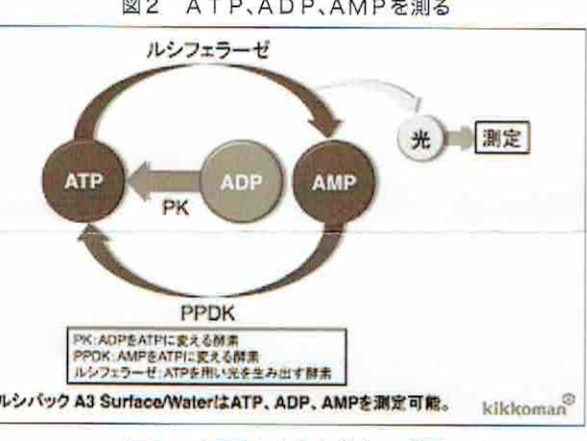 図2　ATP、ADP、AMPを測る
ルシフェラーゼ
光
測定
ATP
ADP
AMP
PK
PPDK
PK:ADPをATPに変える酵素
PPDK:AMPをATPに変える酵素
ルシフェラーゼ:ATPを用い光を生み出す酵素
ルシパック A3 Surface/WaterはATP、ADP、AMPを測定可能。
kikkoman®